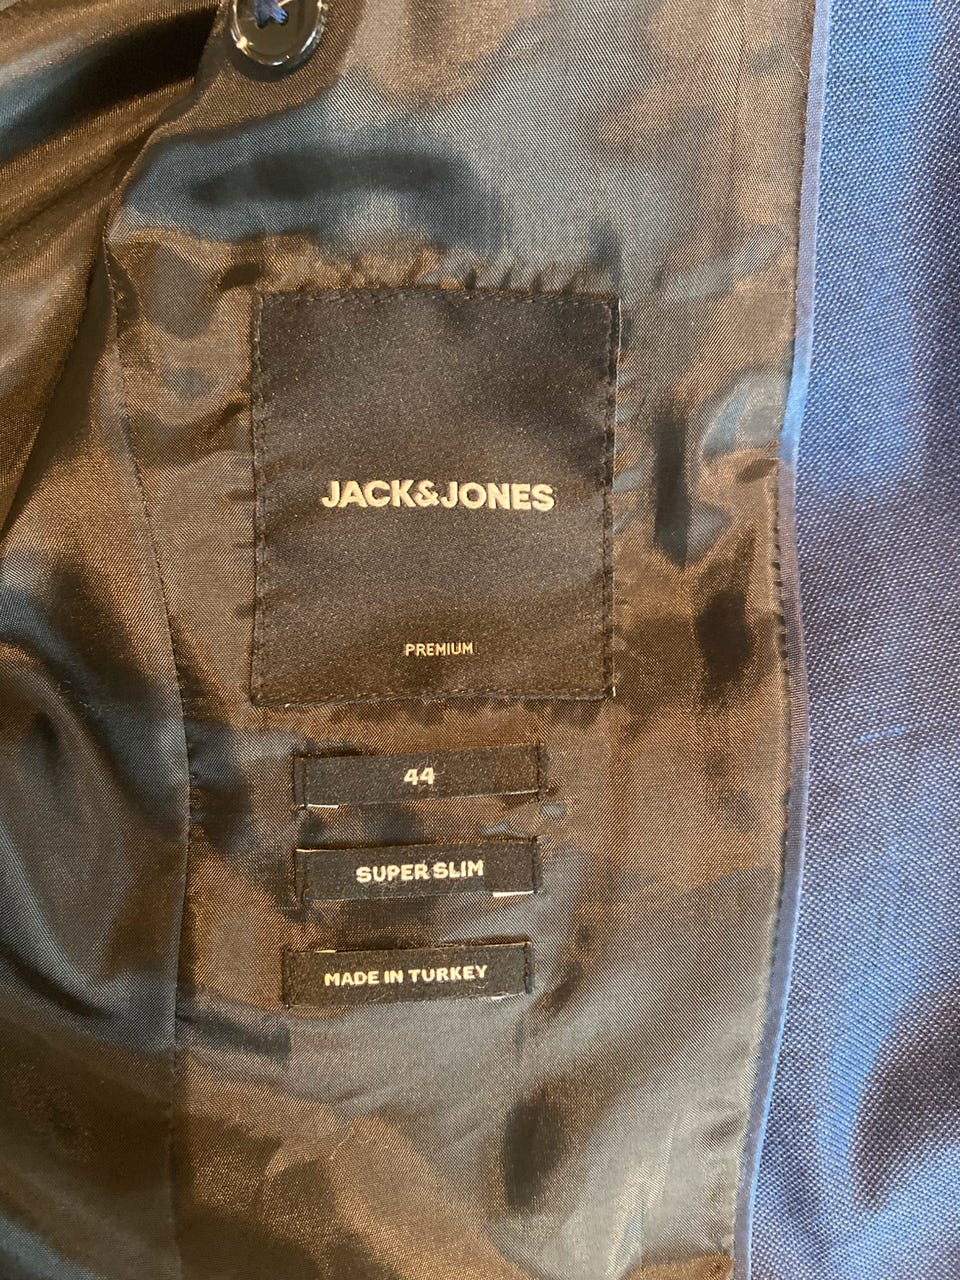 JACK&JONES
PREMIUM
44
SUPER SLIM
MADE IN TURKEY